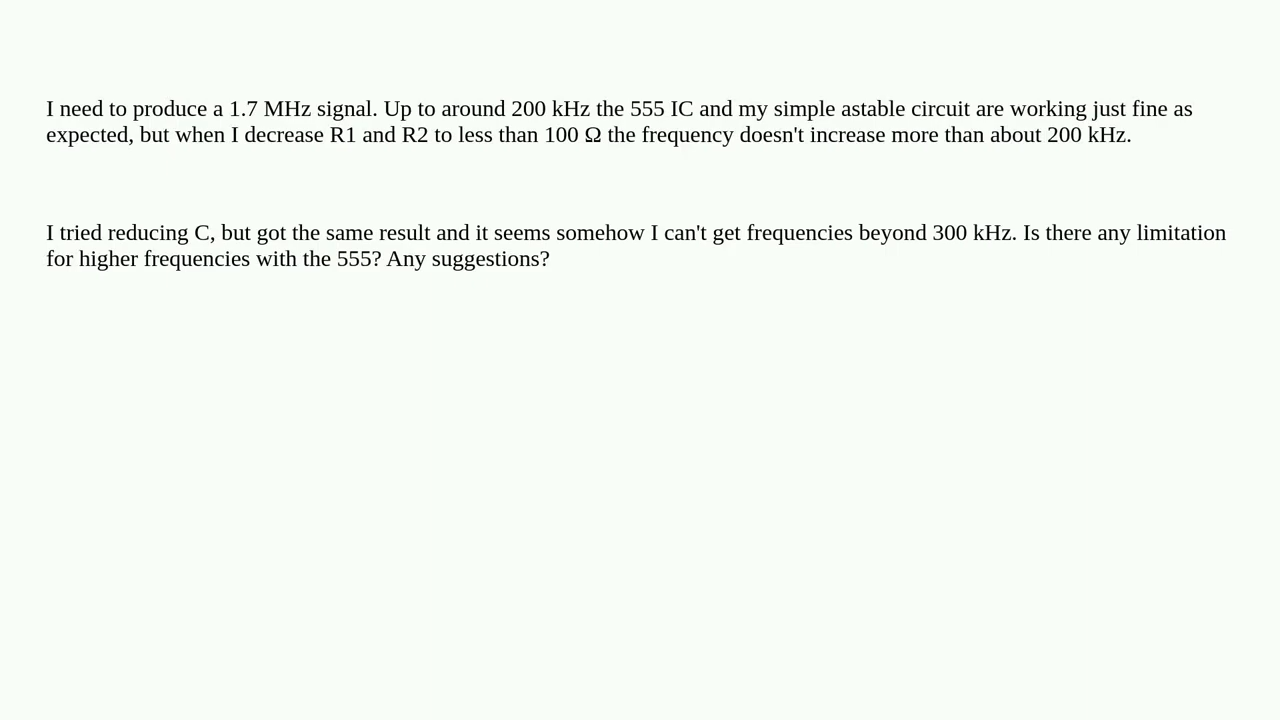 I need to produce a 1.7 MHz signal. Up to around 200 kHz the 555 IC and my simple astable circuit are working just fine as
expected, but when I decrease R1 and R2 to less than 100 Ω the frequency doesn't increase more than about 200 kHz.
I tried reducing C, but got the same result and it seems somehow I can't get frequencies beyond 300 kHz. Is there any limitation
for higher frequencies with the 555? Any suggestions?